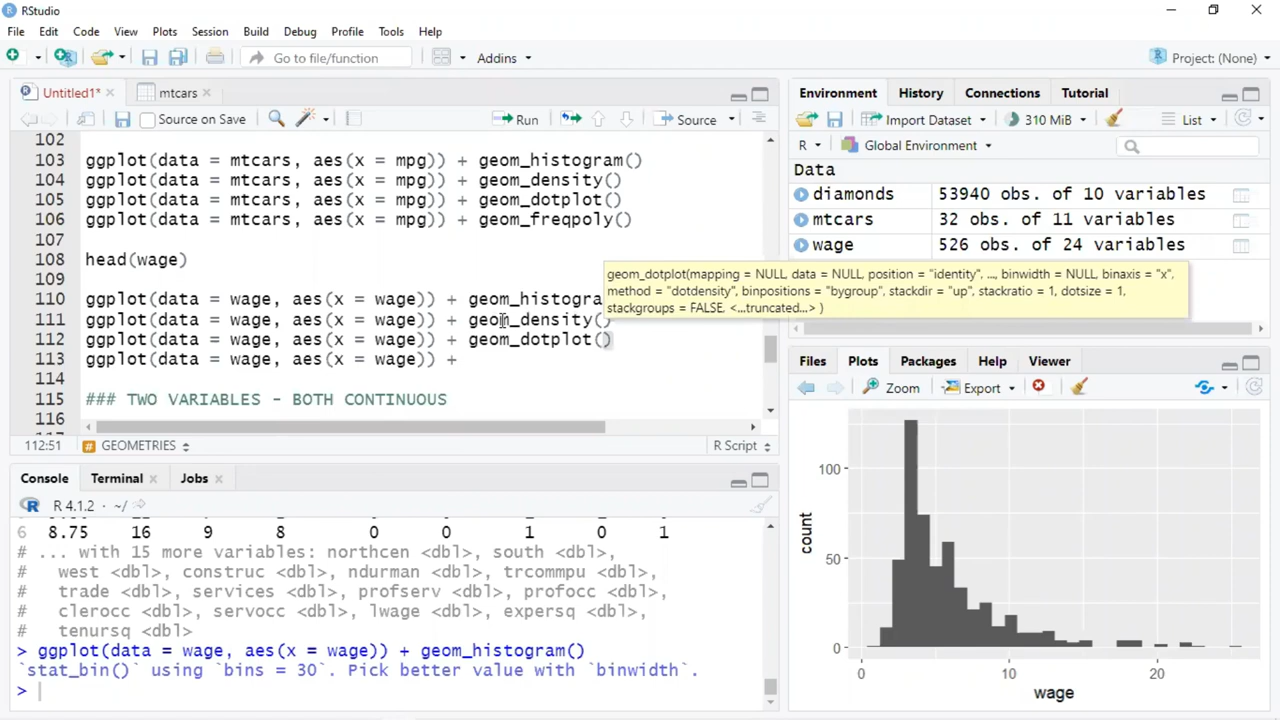 RStudio
File Edit Code View Plots Session Build Debug Profile Tools Help
Go to file/function Addins Project: (None)
Untitled1* mtcars
Source on Save Run Source
102
103 ggplot(data = mtcars, aes(x = mpg)) + geom_histogram()
104 ggplot(data = mtcars, aes(x = mpg)) + geom_density()
105 ggplot(data = mtcars, aes(x = mpg)) + geom_dotplot()
106 ggplot(data = mtcars, aes(x = mpg)) + geom_freqpoly()
107
108 head(wage)
109
110 ggplot(data = wage, aes(x = wage)) + geom_histogra
111 ggplot(data = wage, aes(x = wage)) + geom_density()
112 ggplot(data = wage, aes(x = wage)) + geom_dotplot()
113 ggplot(data = wage, aes(x = wage)) +
114
115 ### TWO VARIABLES - BOTH CONTINUOUS
116
geom_dotplot(mapping = NULL, data = NULL, position = "identity", ..., binwidth = NULL, binaxis = "x",
method = "dotdensity", binpositions = "bygroup", stackdir = "up", stackratio = 1, dotsize = 1,
stackgroups = FALSE, <...truncated...> )
112:51 # GEOMETRIES R Script
Console Terminal Jobs
R 4.1.2 · ~/
6 8.75 16 9 8 0 0 1 0 1
# ... with 15 more variables: northcen <dbl>, south <dbl>,
# west <dbl>, construc <dbl>, ndurman <dbl>, trcommpu <dbl>,
# trade <dbl>, services <dbl>, profserv <dbl>, profocc <dbl>,
# clerocc <dbl>, servocc <dbl>, lwage <dbl>, expersq <dbl>,
# tenursq <dbl>
> ggplot(data = wage, aes(x = wage)) + geom_histogram()
`stat_bin()` using `bins = 30`. Pick better value with `binwidth`.
>
Environment History Connections Tutorial
Import Dataset 310 MiB List
R Global Environment
Data
diamonds 53940 obs. of 10 variables
mtcars 32 obs. of 11 variables
wage 526 obs. of 24 variables
Files Plots Packages Help Viewer
Zoom Export
100
50
0
count
0 10 20
wage